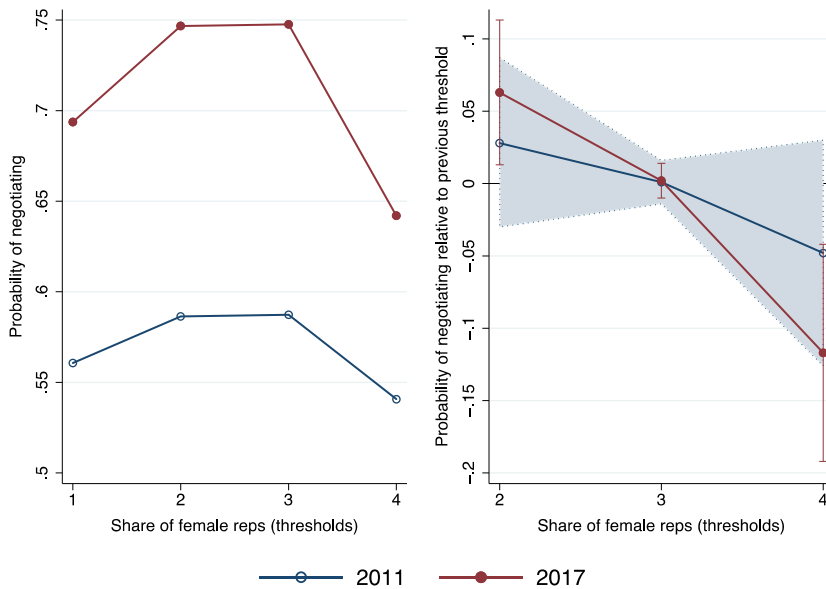 Probability of negotiating
.75
.7
.65
.6
.55
.5
1 2 3 4
Share of female reps (thresholds)
Probability of negotiating relative to previous threshold
.1
.05
0
−.05
−.1
−.15
−.2
2 3 4
Share of female reps (thresholds)
2011 2017